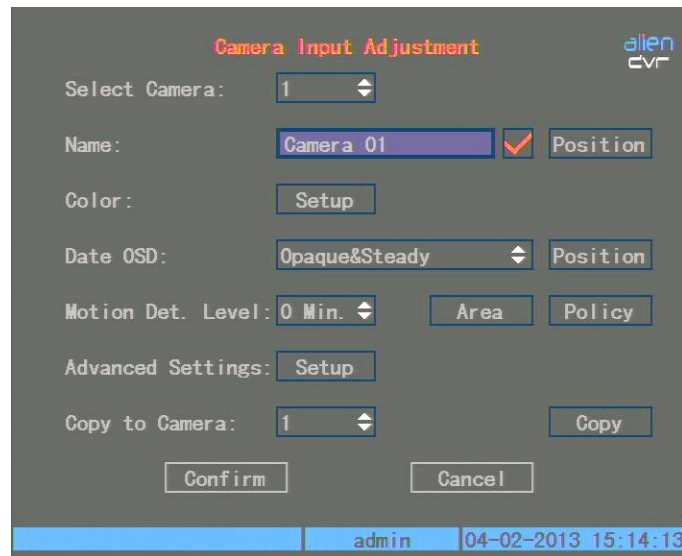 Camera Input Adjustment
alien
dvr
Select Camera: 1
Name: Camera 01 Position
Color: Setup
Date OSD: Opaque&Steady Position
Motion Det. Level: 0 Min. Area Policy
Advanced Settings: Setup
Copy to Camera: 1 Copy
Confirm Cancel
admin 04-02-2013 15:14:13